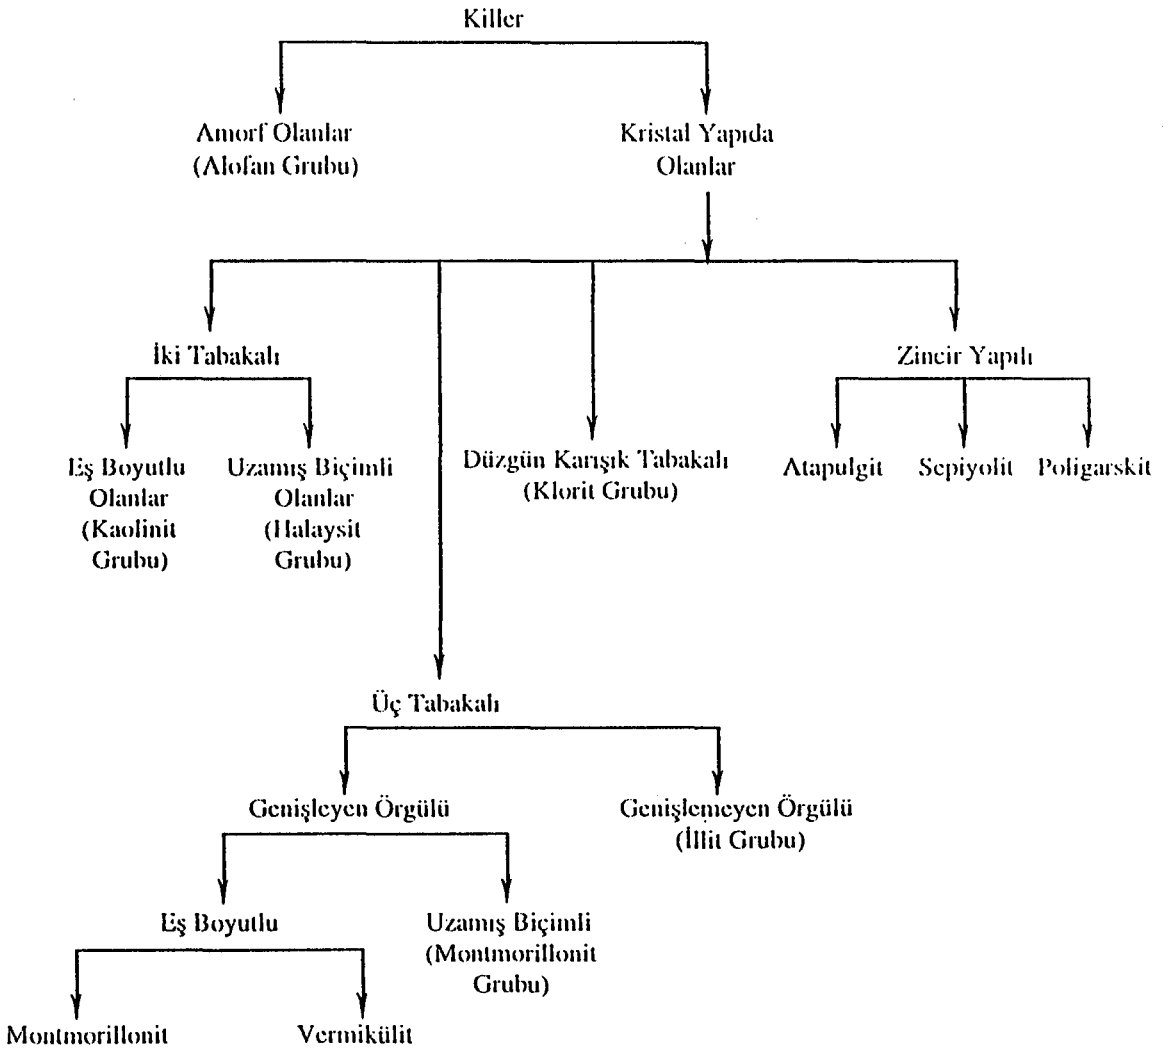 Killer
Amorf Olanlar
(Alofan Grubu)
Kristal Yapıda
Olanlar
İki Tabakalı
Zincir Yapılı
Eş Boyutlu
Olanlar
(Kaolinit
Grubu)
Uzamış Biçimli
Olanlar
(Halaysit
Grubu)
Düzgün Karışık Tabakalı
(Klorit Grubu)
Atapulgit
Sepiyolit
Poligarskit
Üç Tabakalı
Genişleyen Örgülü
Genişlemeyen Örgülü
(İllit Grubu)
Eş Boyutlu
Uzamış Biçimli
(Montmorillonit
Grubu)
Montmorillonit
Vermikülit